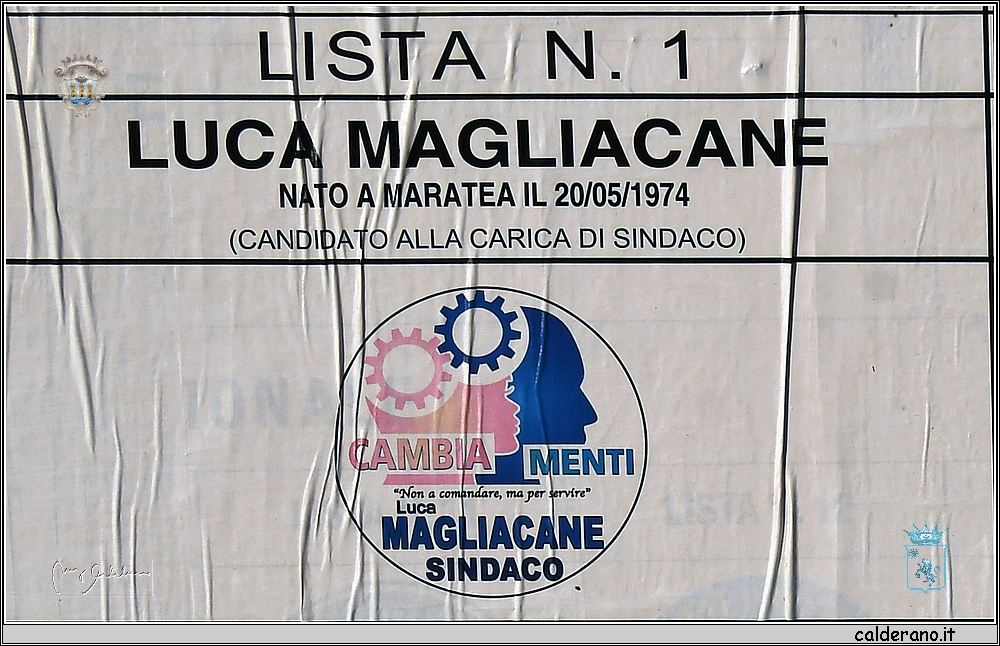 LISTA N. 1
LUCA MAGLIACANE
NATO A MARATEA IL 20/05/1974
(CANDIDATO ALLA CARICA DI SINDACO)
CAMBIA MENTI
“Non a comandare, ma per servire”
Luca
MAGLIACANE
SINDACO
LISTA
calderano.it